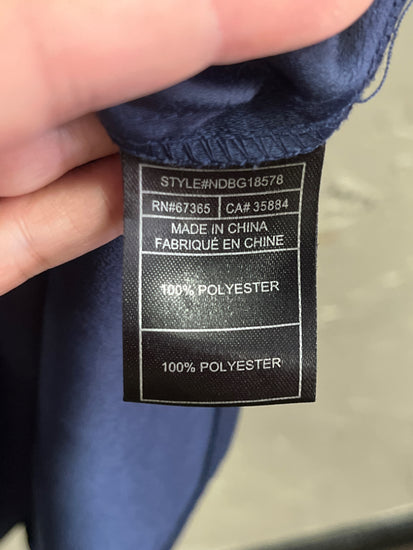 STYLE#NDBG18578
RN#67365 CA# 35884
MADE IN CHINA
FABRIQUÉ EN CHINE
100% POLYESTER
100% POLYESTER